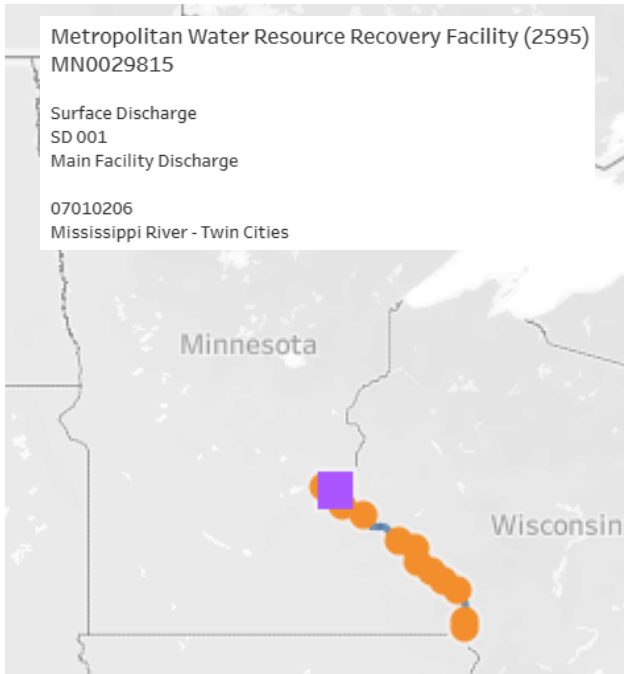 Metropolitan Water Resource Recovery Facility (2595)
MN0029815
Surface Discharge
SD 001
Main Facility Discharge
07010206
Mississippi River - Twin Cities
Minnesota
Wisconsin